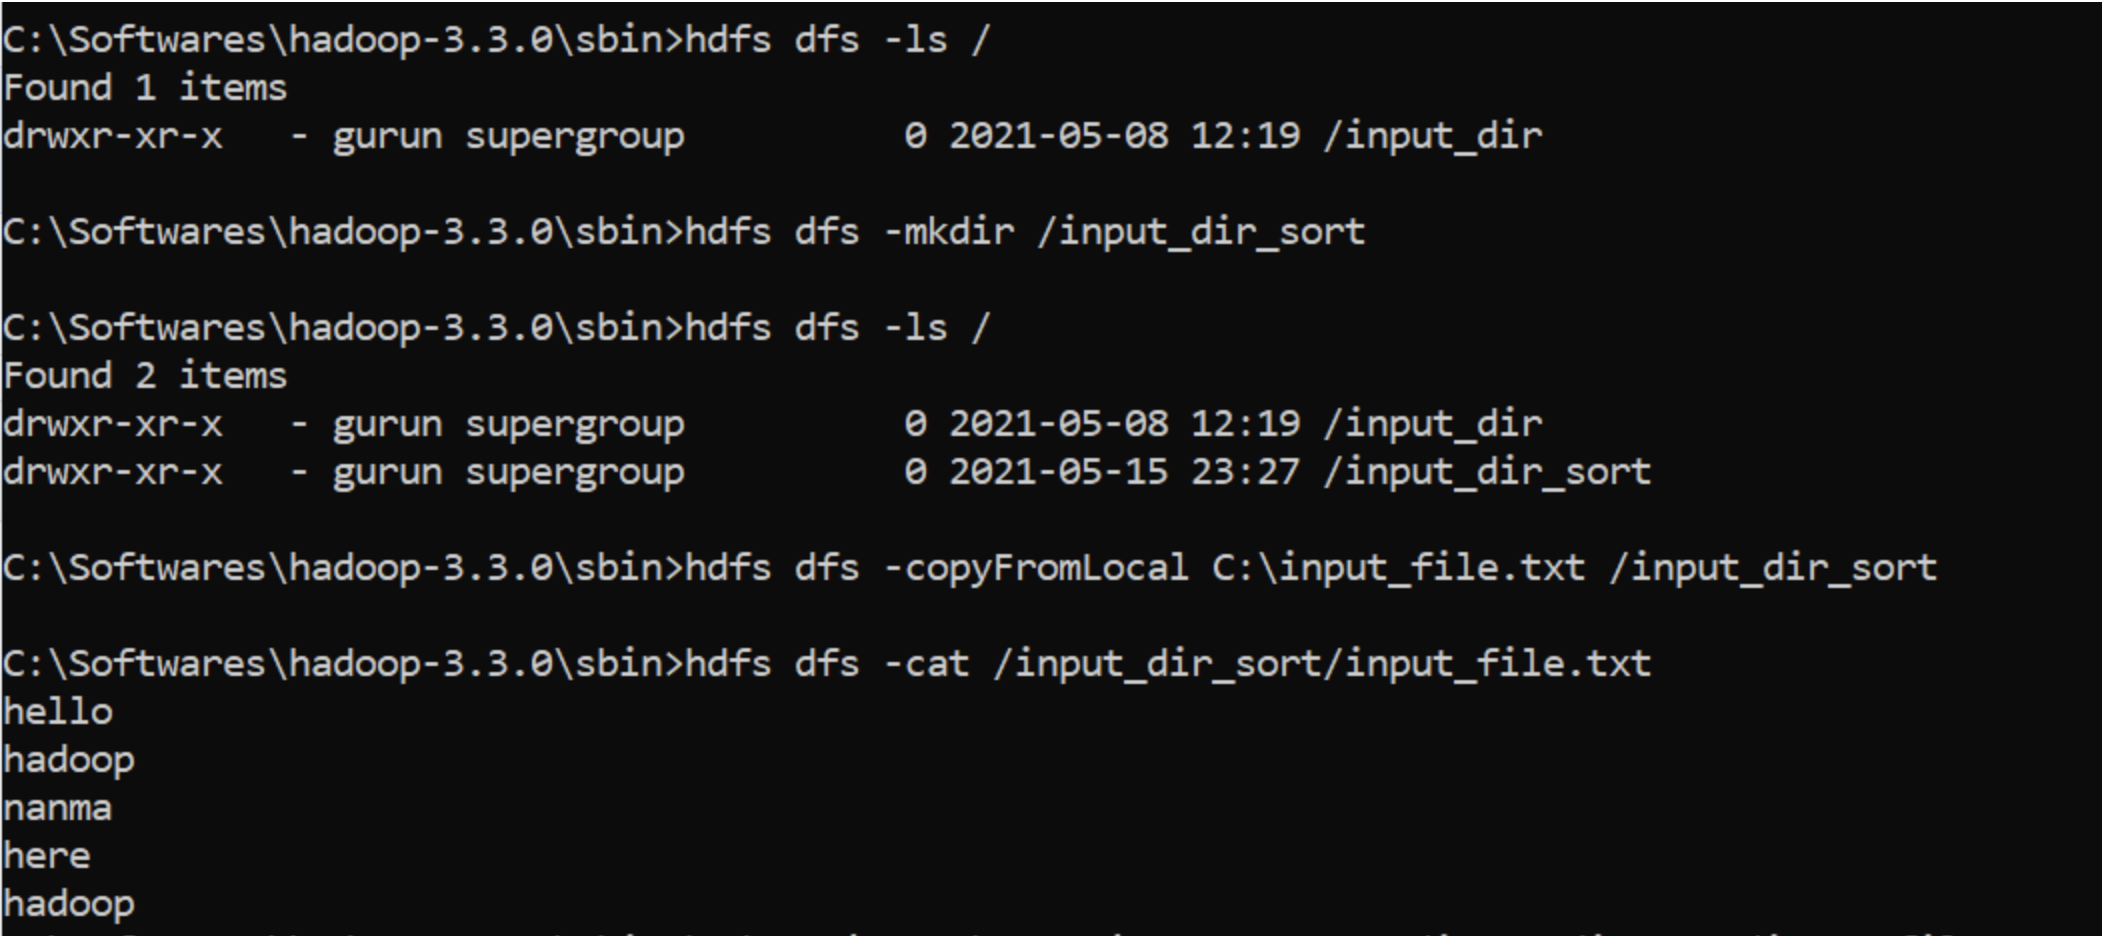 C:\Softwares\hadoop-3.3.0\sbin>hdfs dfs -ls /
Found 1 items
drwxr-xr-x   - gurun supergroup          0 2021-05-08 12:19 /input_dir
C:\Softwares\hadoop-3.3.0\sbin>hdfs dfs -mkdir /input_dir_sort
C:\Softwares\hadoop-3.3.0\sbin>hdfs dfs -ls /
Found 2 items
drwxr-xr-x   - gurun supergroup          0 2021-05-08 12:19 /input_dir
drwxr-xr-x   - gurun supergroup          0 2021-05-15 23:27 /input_dir_sort
C:\Softwares\hadoop-3.3.0\sbin>hdfs dfs -copyFromLocal C:\input_file.txt /input_dir_sort
C:\Softwares\hadoop-3.3.0\sbin>hdfs dfs -cat /input_dir_sort/input_file.txt
hello
hadoop
nanma
here
hadoop